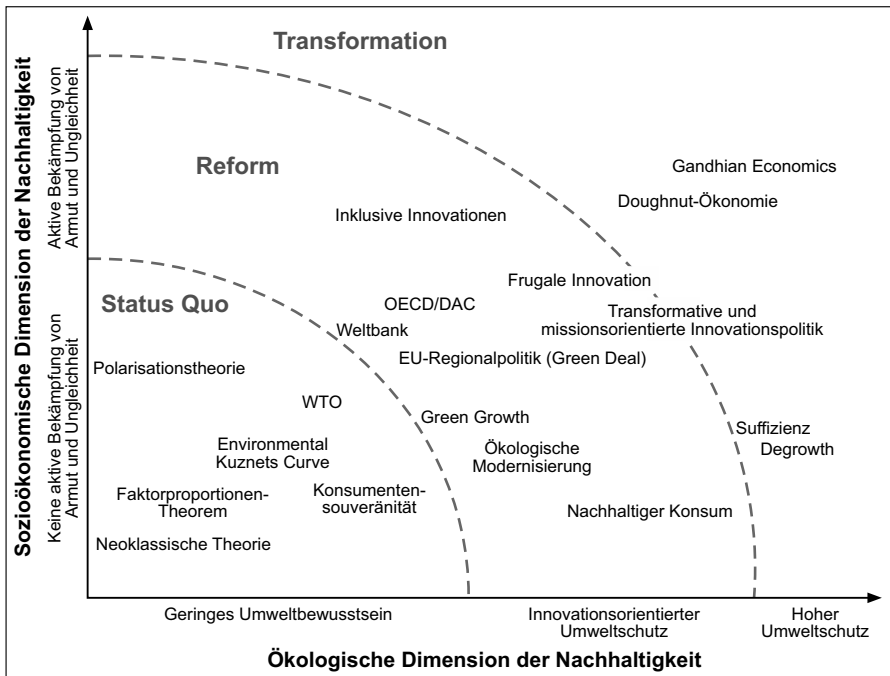 Transformation
Reform
Status Quo
Gandhian Economics
Doughnut-Ökonomie
Inklusive Innovationen
Frugale Innovation
OECD/DAC
Transformative und
missionsorientierte Innovationspolitik
Weltbank
EU-Regionalpolitik (Green Deal)
Polarisationstheorie
WTO
Green Growth
Suffizienz
Degrowth
Environmental
Kuznets Curve
Ökologische
Modernisierung
Faktorproportionen-
Theorem
Konsumenten-
souveränität
Nachhaltiger Konsum
Neoklassische Theorie
Sozioökonomische Dimension der Nachhaltigkeit
Aktive Bekämpfung von
Armut und Ungleichheit
Keine aktive Bekämpfung von
Armut und Ungleichheit
Geringes Umweltbewusstsein
Innovationsorientierter
Umweltschutz
Hoher
Umweltschutz
Ökologische Dimension der Nachhaltigkeit